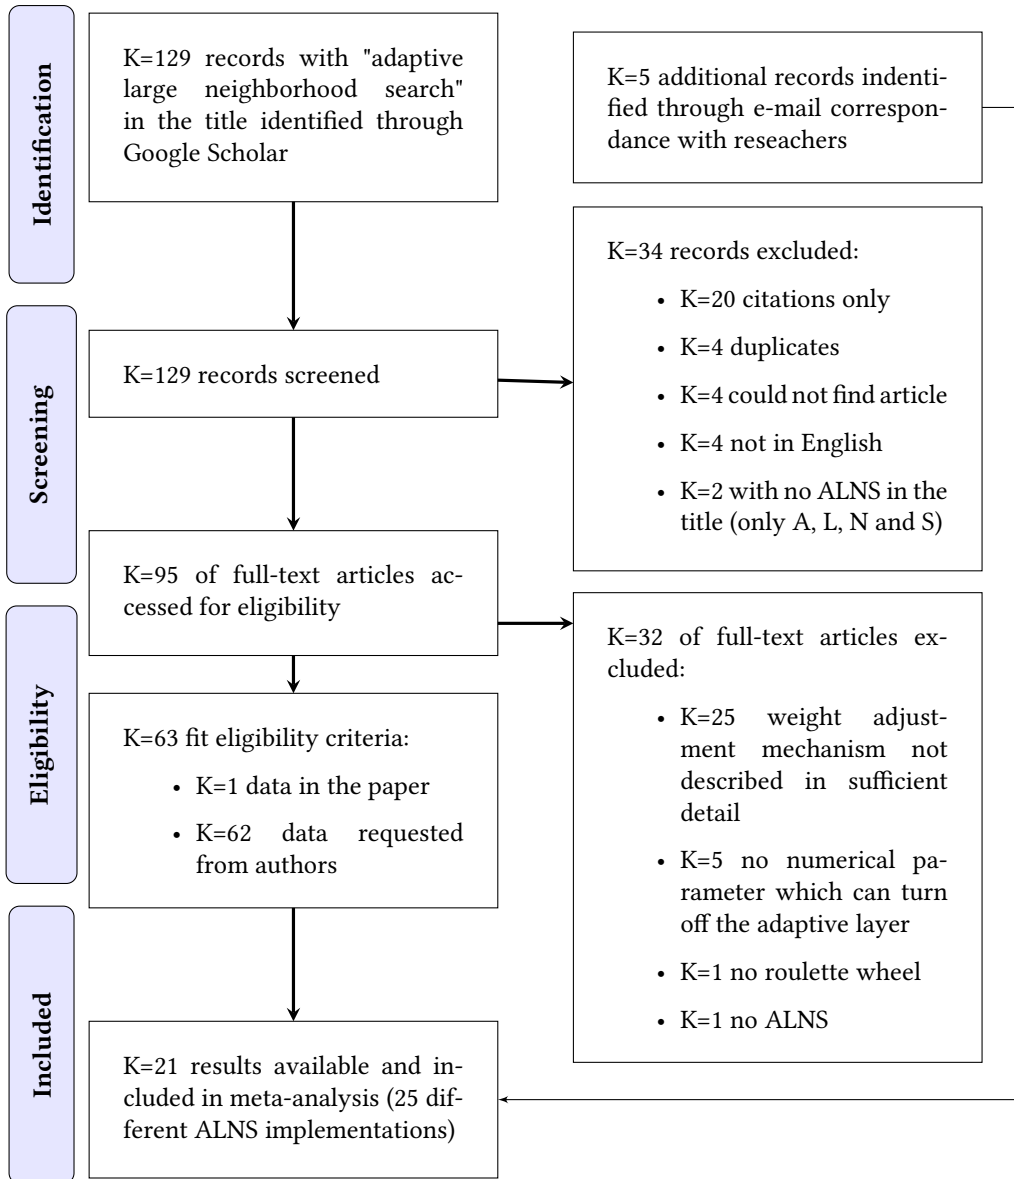 Identification
K=129 records with "adaptive
large neighborhood search"
in the title identified through
Google Scholar
K=5 additional records indenti-
fied through e-mail correspon-
dance with reseachers
Screening
K=129 records screened
K=34 records excluded:
• K=20 citations only
• K=4 duplicates
• K=4 could not find article
• K=4 not in English
• K=2 with no ALNS in the
title (only A, L, N and S)
K=95 of full-text articles ac-
cessed for eligibility
Eligibility
K=32 of full-text articles ex-
cluded:
• K=25 weight adjust-
ment mechanism not
described in sufficient
detail
• K=5 no numerical pa-
rameter which can turn
off the adaptive layer
• K=1 no roulette wheel
• K=1 no ALNS
K=63 fit eligibility criteria:
• K=1 data in the paper
• K=62 data requested
from authors
Included
K=21 results available and in-
cluded in meta-analysis (25 dif-
ferent ALNS implementations)